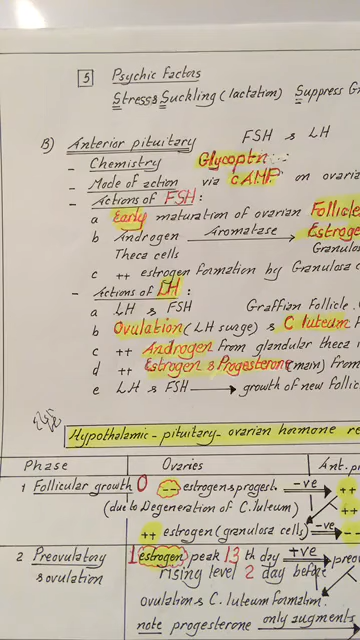 5 Psychic Factors
Stress & Suckling (lactation) Suppress Gn
B) Anterior pituitary FSH & LH
- Chemistry Glycoptn
- Mode of action via cAMP on ovaria
- Actions of FSH :
a Early maturation of ovarian Follicle
b Androgen Aromatase → Estroge
Theca cells Granulos
c ++ estrogen formation by Granulosa c
- Actions of LH :
a LH & FSH Graffian Follicle.
b Ovulation (LH surge) & C luteum
c ++ Androgen from glandular theca i
d ++ Estrogen & Progesterone (main) from
e LH & FSH → growth of new follic
Hypothalamic-pituitary-ovarian hormone re
Phase Ovaries Ant. p
1 Follicular growth 0 -- estrogen & progest. -ve ++
(due to Degeneration of C. luteum) ++
++ estrogen (granulosa cells) -ve --
2 Preovulatory 1 estrogen peak 13 th day +ve preov
& ovulation rising level 2 day before
ovulation & C. luteum formation.
note progesterone only augments